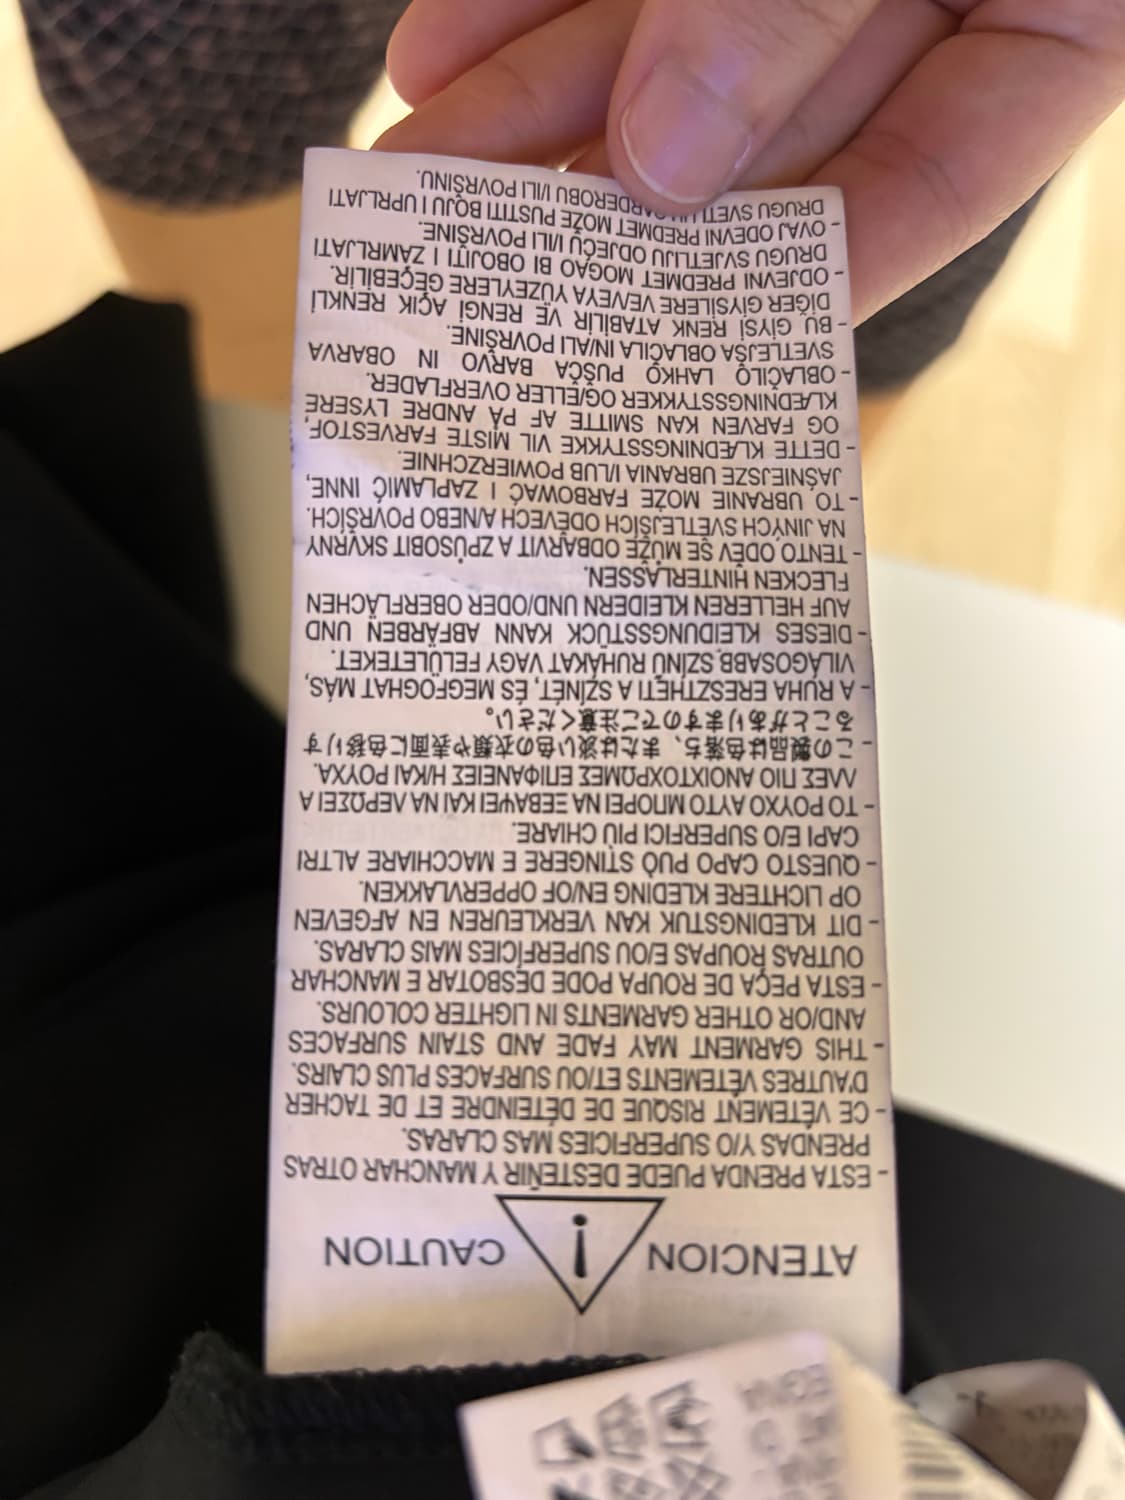 ATENCION ! CAUTION
- ESTA PRENDA PUEDE DESTEÑIR Y MANCHAR OTRAS
PRENDAS Y/O SUPERFICIES MAS CLARAS.
- CE VÉTÉMENT RISQUE DE DÉTEINDRE ET DE TACHER
D'AUTRES VÊTEMENTS ET/OU SURFACES PLUS CLAIRS.
- THIS GARMENT MAY FADE AND STAIN SURFACES
AND/OR OTHER GARMENTS IN LIGHTER COLOURS.
- ESTA PEÇA DE ROUPA PODE DESBOTAR E MANCHAR
OUTRAS ROUPAS E/OU SUPERFÍCIES MAIS CLARAS.
- DIT KLEDINGSTUK KAN VERKLEUREN EN AFGEVEN
OP LICHTERE KLEDING EN/OF OPPERVLAKKEN.
- QUESTO CAPO PUÒ STINGERE E MACCHIARE ALTRI
CAPI E/O SUPERFICI PIÙ CHIARE.
- ΤΟ ΡΟΥΧΟ ΑΥΤΟ ΜΠΟΡΕΙ ΝΑ ΞΕΒΑΨΕΙ ΚΑΙ ΝΑ ΛΕΡΩΣΕΙ Α
ΛΛΕΣ ΠΙΟ ΑΝΟΙΧΤΟΧΡΩΜΕΣ ΕΠΙΦΑΝΕΙΕΣ Η/ΚΑΙ ΡΟΥΧΑ.
- この製品は色落ち、または淡い色の衣類や表面に色移りす
ることがありますのでご注意ください。
- A RUHA ERESZTHETI A SZÍNÉT, ÉS MEGFOGHAT MÁS,
VILÁGOSABB SZÍNŰ RUHÁKAT VAGY FELÜLETEKET.
- DIESES KLEIDUNGSSTÜCK KANN ABFÄRBEN UND
AUF HELLEREN KLEIDERN UND/ODER OBERFLÄCHEN
FLECKEN HINTERLASSEN.
- TENTO ODĚV SE MŮŽE ODBARVIT A ZPŮSOBIT SKVRNY
NA JINÝCH SVETLEJŠÍCH ODĚVECH A/NEBO POVRŠÍCH.
- TO UBRANIE MOŻE FARBOWAĆ I ZAPLAMIĆ INNE,
JAŚNIEJSZE UBRANIA I/LUB POWIERZCHNIE.
- DETTE KLÆDNINGSSTYKKE VIL MISTE FARVESTOF,
OG FARVEN KAN SMITTE AF PÅ ANDRE LYSERE
KLÆDNINGSSTYKKER OG/ELLER OVERFLADER.
- OBLAČILO LAHKO PUŠČA BARVO IN OBARVA
SVETLEJŠA OBLAČILA IN/ALI POVRŠINE.
- BU GİYSİ RENK ATABİLİR VE RENGİ AÇIK RENKLİ
DİĞER GİYSİLERE VE/VEYA YÜZEYLERE GEÇEBİLİR.
- ODJEVNI PREDMET MOGAO BI OBOJITI I ZAMRLJATI
DRUGU SVJETLIJU ODJEĆU I/ILI POVRŠINE.
- OVAJ ODEVNI PREDMET MOŽE PUSTITI BOJU I UPRLJATI
DRUGU GARDEROBU I/ILI POVRŠINU.